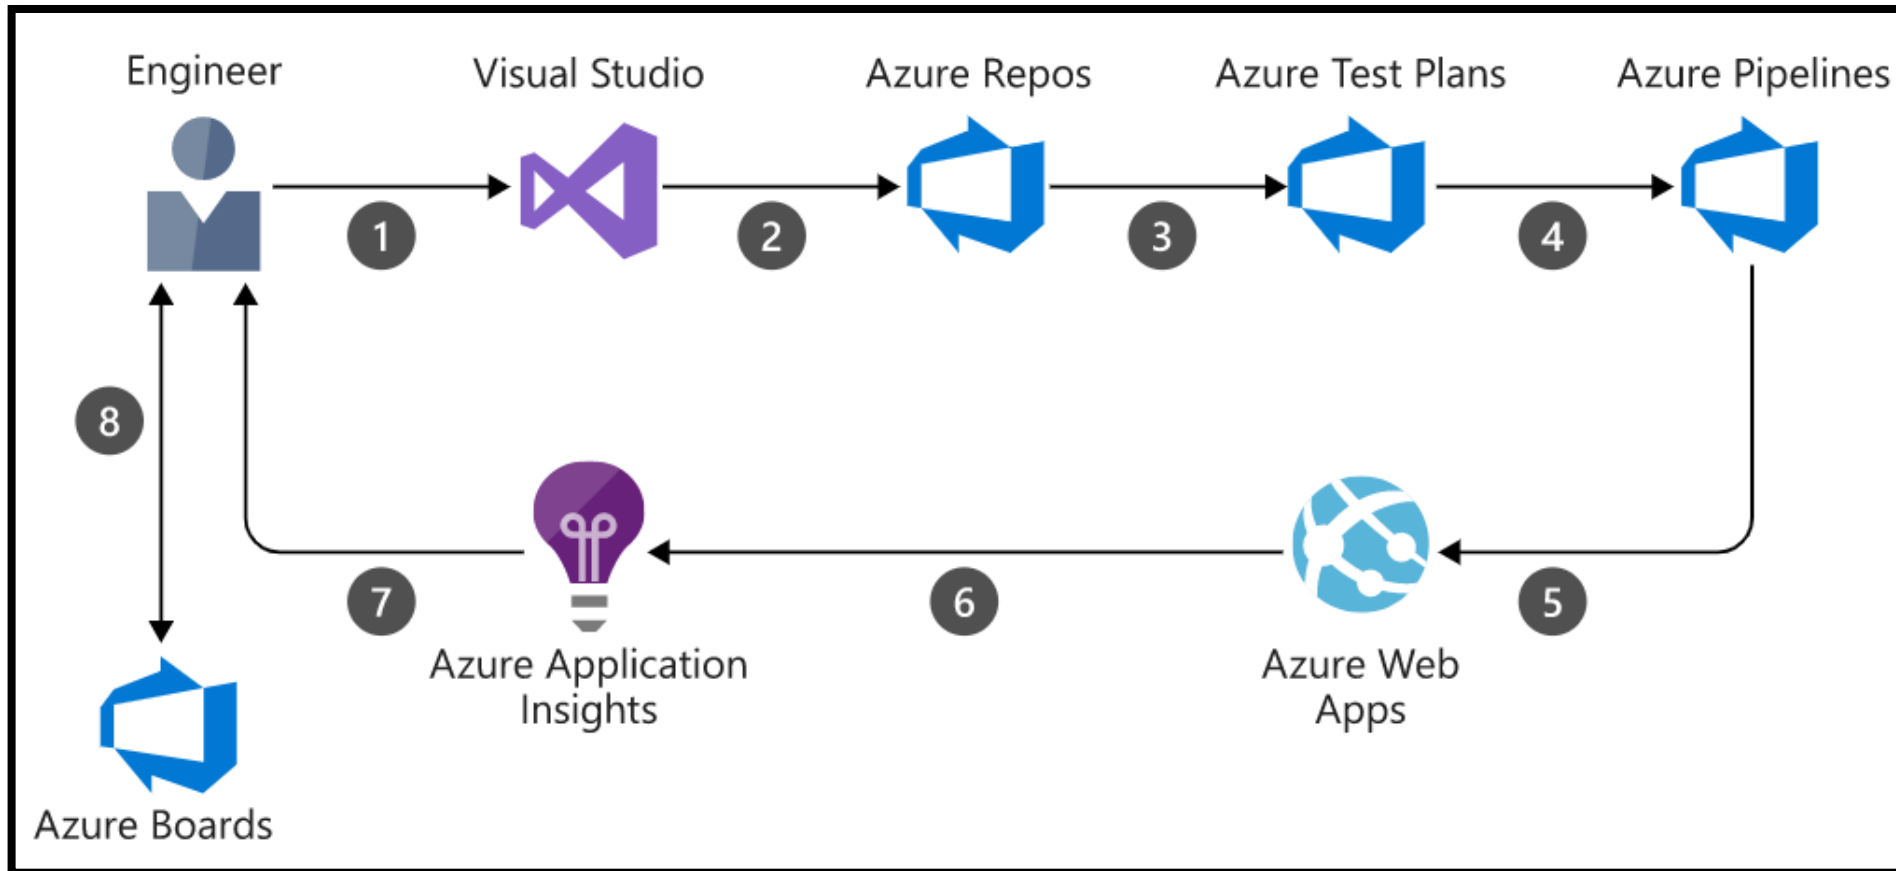 Engineer
Visual Studio
Azure Repos
Azure Test Plans
Azure Pipelines
1
2
3
4
8
7
6
5
Azure Application
Insights
Azure Web
Apps
Azure Boards